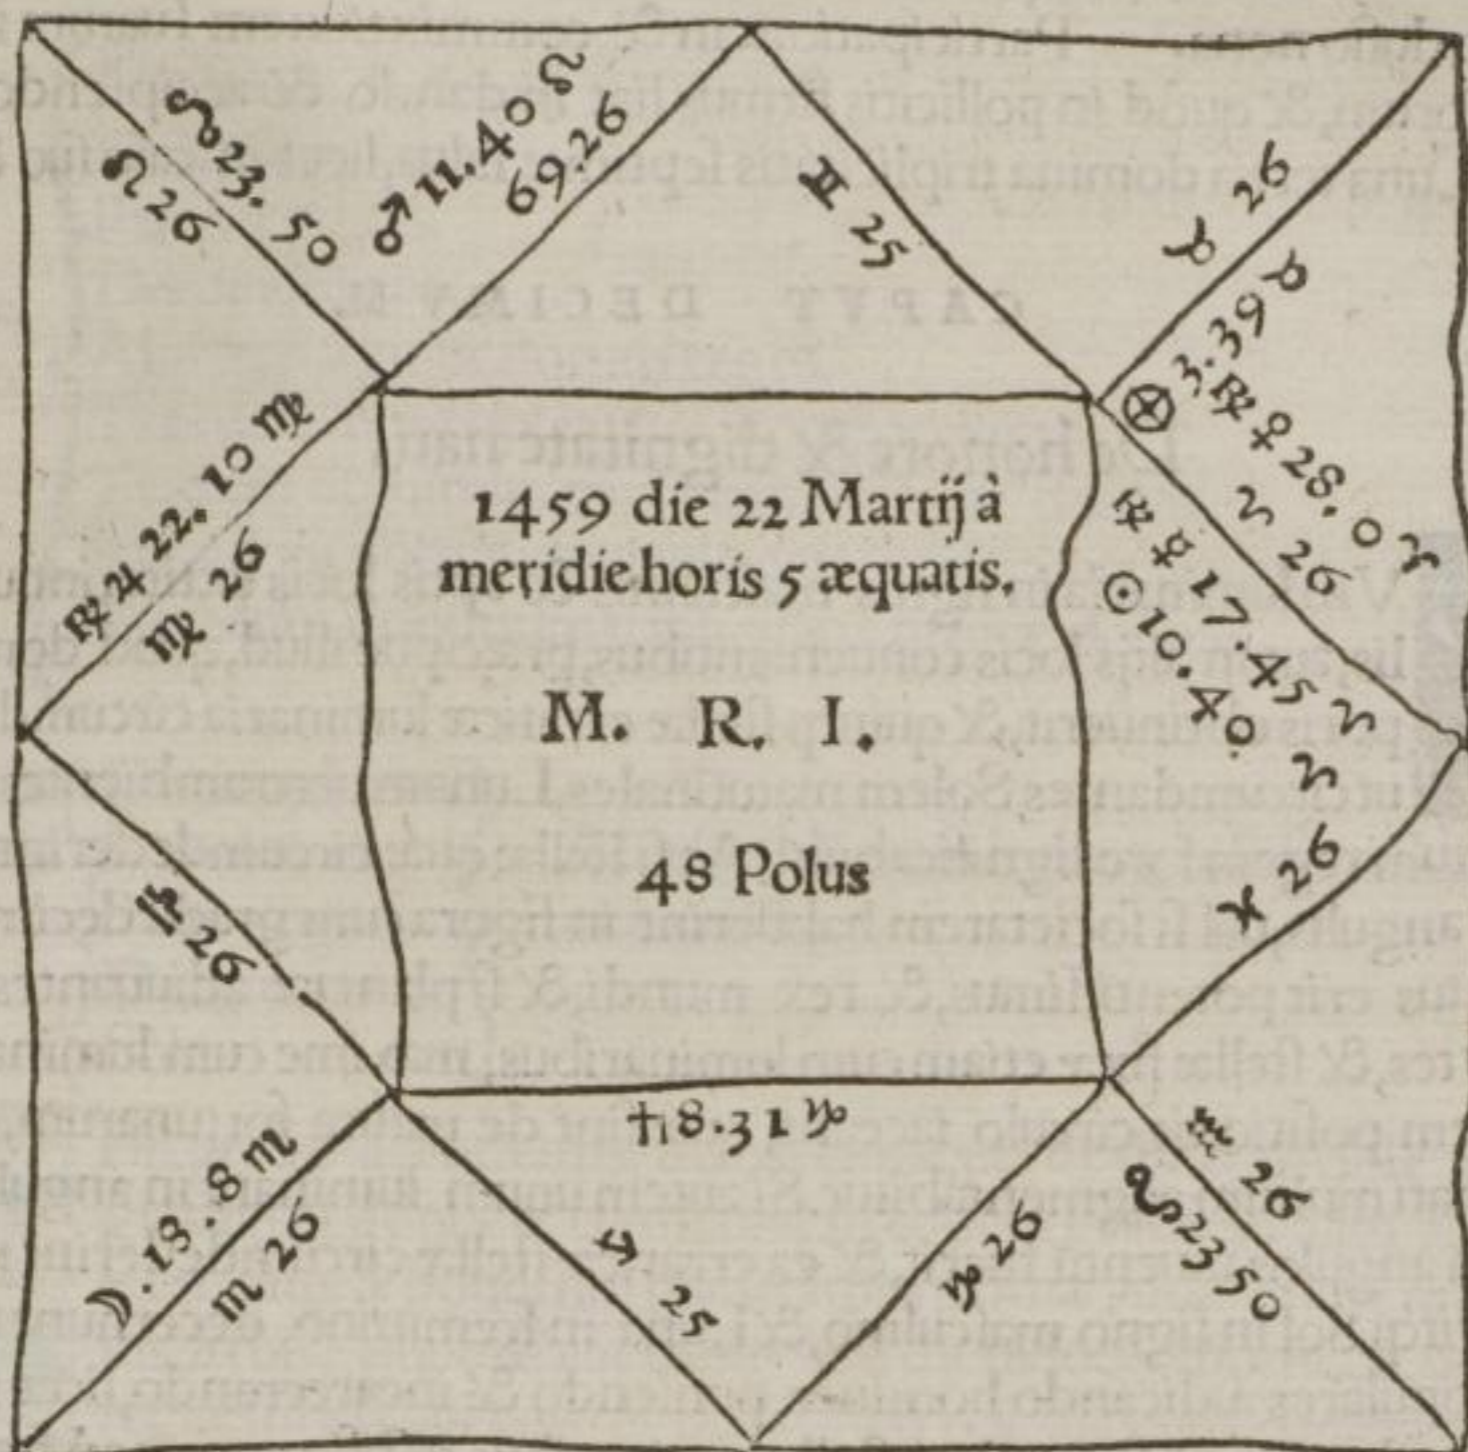 ☊ 23. 50
♌ 26
♂ 11. 40 ♌
69. 26
♊ 25
♉ 26
⊗ 3. 39 ♉
℞ ♀ 28. 0 ♈
♈ 26
☿ 17. 45 ♈
☉ 10. 40. ♈
♓ 26
℞ ♃ 22. 10 ♍
♍ 26
1459 die 22 Martij à
meridie horis 5 æquatis.
M. R. I.
48 Polus
♎ 26
☽. 18. 8 ♏
♏ 26
♄ 8. 31 ♑
♐ 25
♑ 26
♒ 26
☋ 23 50